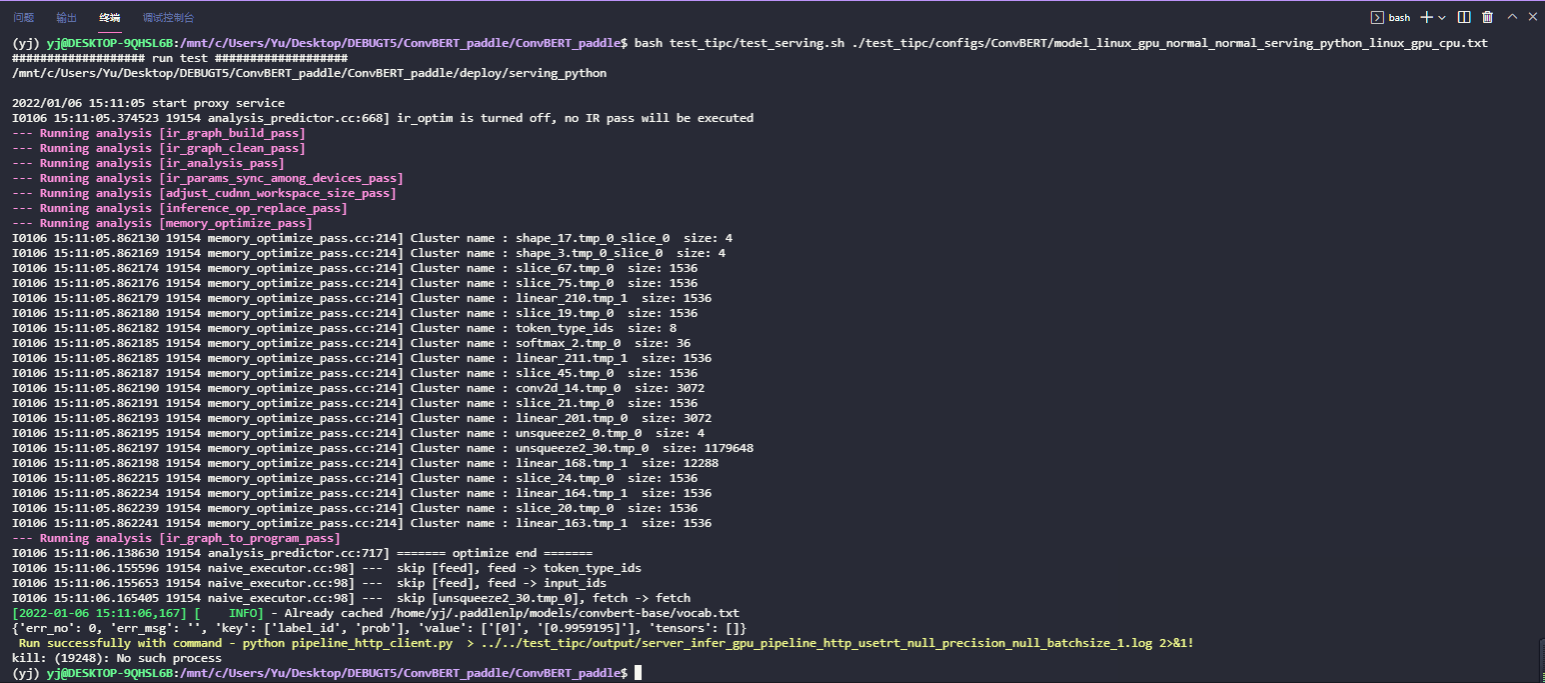 问题 输出 终端 调试控制台 bash
(yj) yj@DESKTOP-9QHSL6B:/mnt/c/Users/Yu/Desktop/DEBUGT5/ConvBERT_paddle/ConvBERT_paddle$ bash test_tipc/test_serving.sh ./test_tipc/configs/ConvBERT/model_linux_gpu_normal_normal_serving_python_linux_gpu_cpu.txt
################### run test ###################
/mnt/c/Users/Yu/Desktop/DEBUGT5/ConvBERT_paddle/ConvBERT_paddle/deploy/serving_python
2022/01/06 15:11:05 start proxy service
I0106 15:11:05.374523 19154 analysis_predictor.cc:668] ir_optim is turned off, no IR pass will be executed
--- Running analysis [ir_graph_build_pass]
--- Running analysis [ir_graph_clean_pass]
--- Running analysis [ir_analysis_pass]
--- Running analysis [ir_params_sync_among_devices_pass]
--- Running analysis [adjust_cudnn_workspace_size_pass]
--- Running analysis [inference_op_replace_pass]
--- Running analysis [memory_optimize_pass]
I0106 15:11:05.862130 19154 memory_optimize_pass.cc:214] Cluster name : shape_17.tmp_0_slice_0  size: 4
I0106 15:11:05.862169 19154 memory_optimize_pass.cc:214] Cluster name : shape_3.tmp_0_slice_0  size: 4
I0106 15:11:05.862174 19154 memory_optimize_pass.cc:214] Cluster name : slice_67.tmp_0  size: 1536
I0106 15:11:05.862176 19154 memory_optimize_pass.cc:214] Cluster name : slice_75.tmp_0  size: 1536
I0106 15:11:05.862179 19154 memory_optimize_pass.cc:214] Cluster name : linear_210.tmp_1  size: 1536
I0106 15:11:05.862180 19154 memory_optimize_pass.cc:214] Cluster name : slice_19.tmp_0  size: 1536
I0106 15:11:05.862182 19154 memory_optimize_pass.cc:214] Cluster name : token_type_ids  size: 8
I0106 15:11:05.862185 19154 memory_optimize_pass.cc:214] Cluster name : softmax_2.tmp_0  size: 36
I0106 15:11:05.862185 19154 memory_optimize_pass.cc:214] Cluster name : linear_211.tmp_1  size: 1536
I0106 15:11:05.862187 19154 memory_optimize_pass.cc:214] Cluster name : slice_45.tmp_0  size: 1536
I0106 15:11:05.862190 19154 memory_optimize_pass.cc:214] Cluster name : conv2d_14.tmp_0  size: 3072
I0106 15:11:05.862191 19154 memory_optimize_pass.cc:214] Cluster name : slice_21.tmp_0  size: 1536
I0106 15:11:05.862193 19154 memory_optimize_pass.cc:214] Cluster name : linear_201.tmp_0  size: 3072
I0106 15:11:05.862195 19154 memory_optimize_pass.cc:214] Cluster name : unsqueeze2_0.tmp_0  size: 4
I0106 15:11:05.862197 19154 memory_optimize_pass.cc:214] Cluster name : unsqueeze2_30.tmp_0  size: 1179648
I0106 15:11:05.862198 19154 memory_optimize_pass.cc:214] Cluster name : linear_168.tmp_1  size: 12288
I0106 15:11:05.862215 19154 memory_optimize_pass.cc:214] Cluster name : slice_24.tmp_0  size: 1536
I0106 15:11:05.862234 19154 memory_optimize_pass.cc:214] Cluster name : linear_164.tmp_1  size: 1536
I0106 15:11:05.862239 19154 memory_optimize_pass.cc:214] Cluster name : slice_20.tmp_0  size: 1536
I0106 15:11:05.862241 19154 memory_optimize_pass.cc:214] Cluster name : linear_163.tmp_1  size: 1536
--- Running analysis [ir_graph_to_program_pass]
I0106 15:11:06.138630 19154 analysis_predictor.cc:717] ======= optimize end =======
I0106 15:11:06.155596 19154 naive_executor.cc:98] ---  skip [feed], feed -> token_type_ids
I0106 15:11:06.155653 19154 naive_executor.cc:98] ---  skip [feed], feed -> input_ids
I0106 15:11:06.165405 19154 naive_executor.cc:98] ---  skip [unsqueeze2_30.tmp_0], fetch -> fetch
[2022-01-06 15:11:06,167] [    INFO] - Already cached /home/yj/.paddlenlp/models/convbert-base/vocab.txt
{'err_no': 0, 'err_msg': '', 'key': ['label_id', 'prob'], 'value': ['[0]', '[0.9959195]'], 'tensors': []}
Run successfully with command - python pipeline_http_client.py  > ../../test_tipc/output/server_infer_gpu_pipeline_http_usetrt_null_precision_null_batchsize_1.log 2>&1!
kill: (19248): No such process
(yj) yj@DESKTOP-9QHSL6B:/mnt/c/Users/Yu/Desktop/DEBUGT5/ConvBERT_paddle/ConvBERT_paddle$